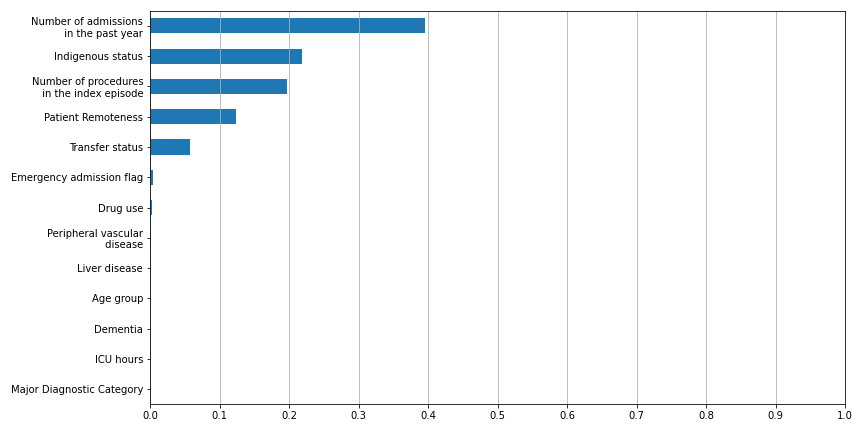 Number of admissions
in the past year
Indigenous status
Number of procedures
in the index episode
Patient Remoteness
Transfer status
Emergency admission flag
Drug use
Peripheral vascular
disease
Liver disease
Age group
Dementia
ICU hours
Major Diagnostic Category
0.0 0.1 0.2 0.3 0.4 0.5 0.6 0.7 0.8 0.9 1.0